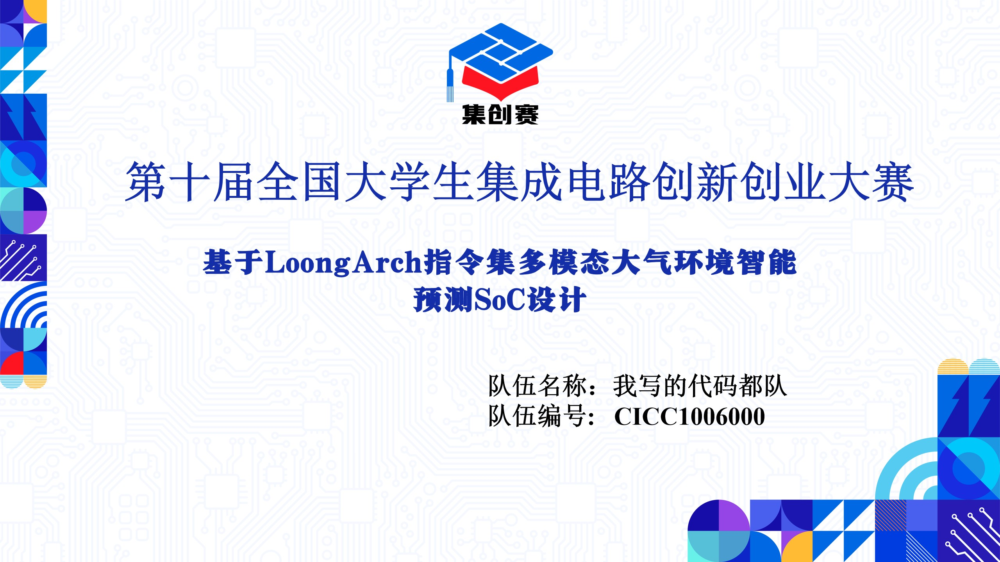 集创赛
第十届全国大学生集成电路创新创业大赛
基于LoongArch指令集多模态大气环境智能
预测SoC设计
队伍名称：我写的代码都队
队伍编号: CICC1006000